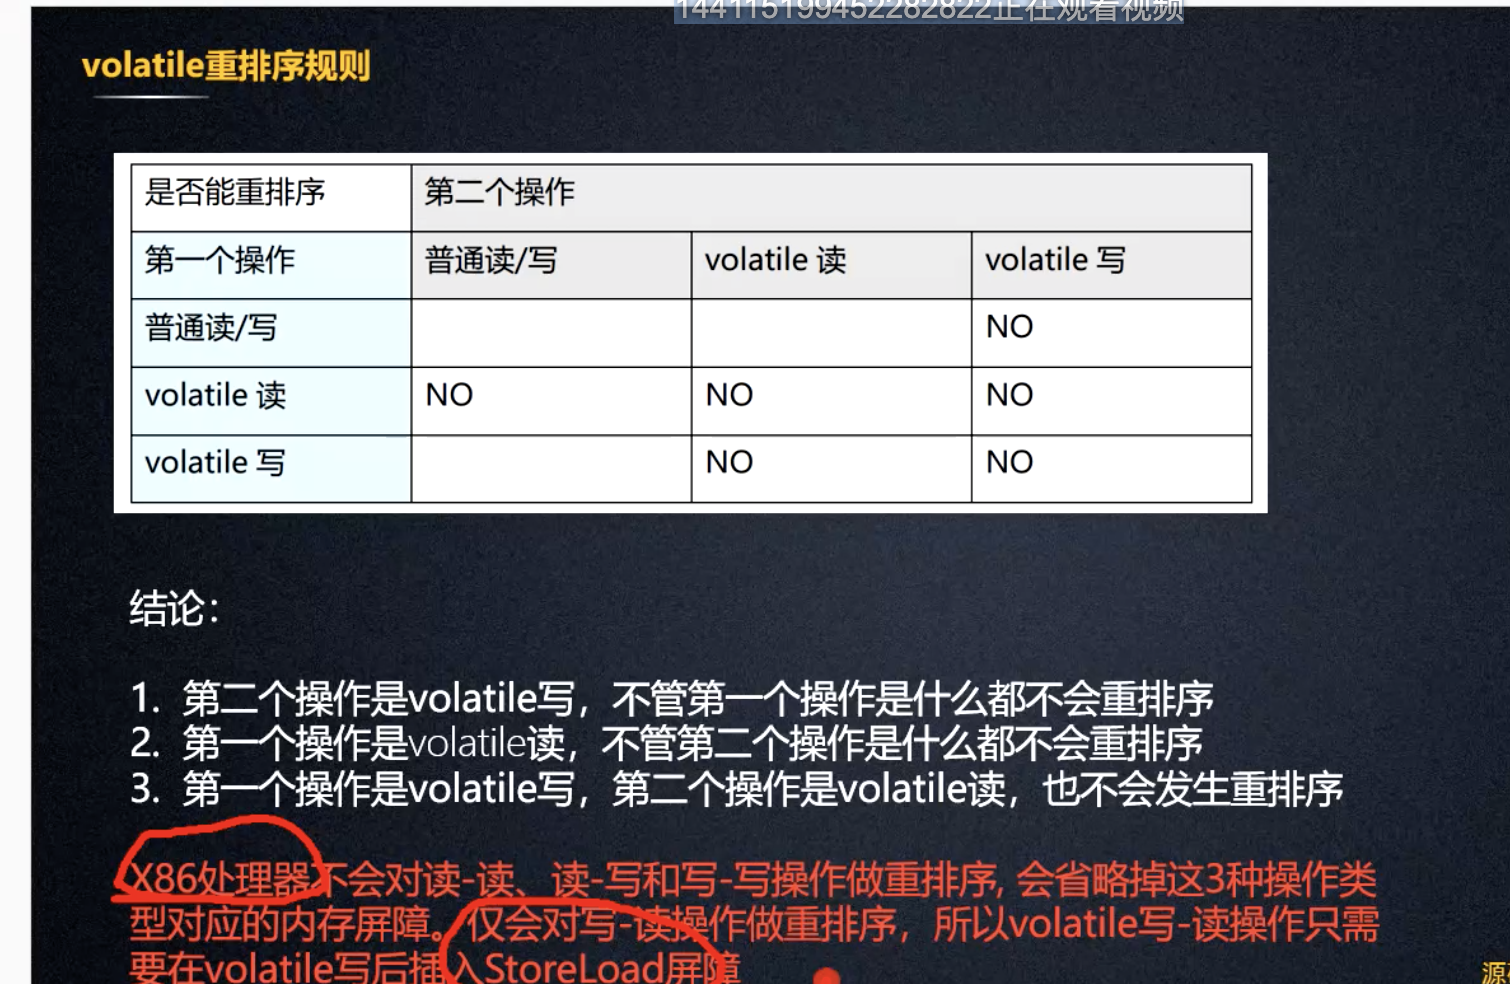 144115199452282822正在观看视频
volatile重排序规则
是否能重排序 第二个操作
第一个操作 普通读/写 volatile 读 volatile 写
普通读/写 NO
volatile 读 NO NO NO
volatile 写 NO NO
结论：
1. 第二个操作是volatile写，不管第一个操作是什么都不会重排序
2. 第一个操作是volatile读，不管第二个操作是什么都不会重排序
3. 第一个操作是volatile写，第二个操作是volatile读，也不会发生重排序
X86处理器不会对读-读、读-写和写-写操作做重排序, 会省略掉这3种操作类
型对应的内存屏障。仅会对写-读操作做重排序，所以volatile写-读操作只需
要在volatile写后插入StoreLoad屏障
源